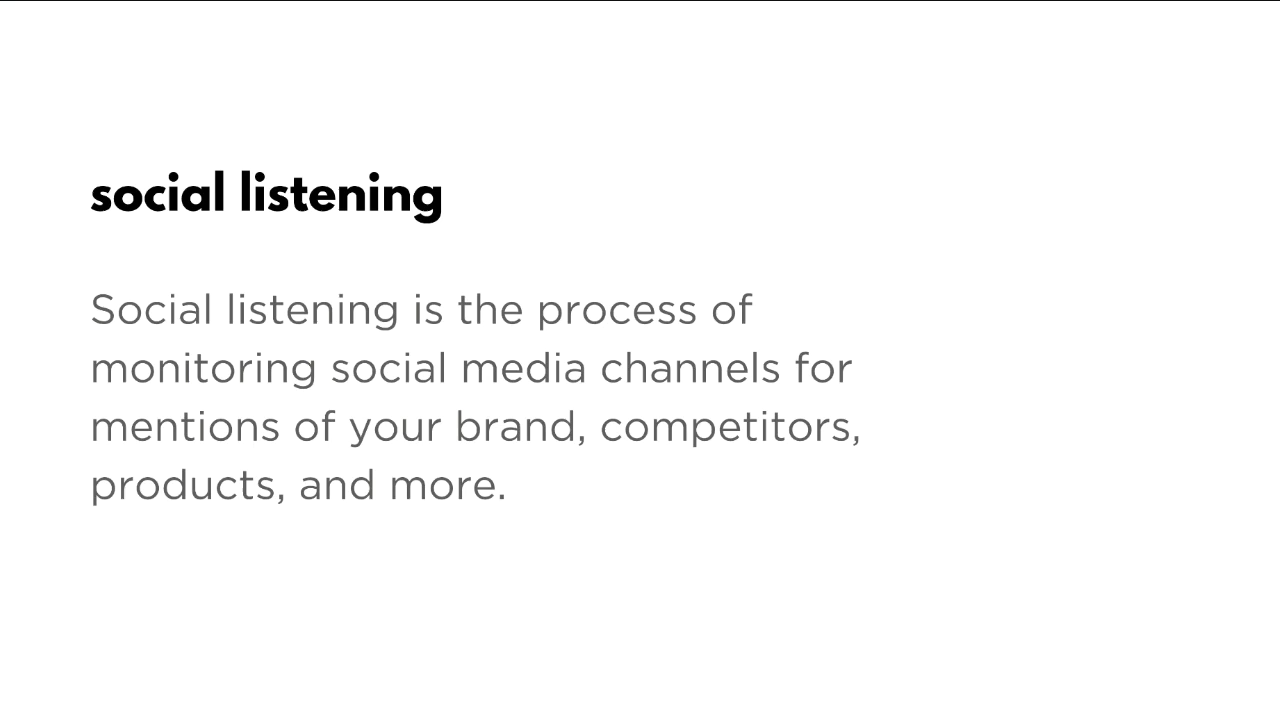 social listening
Social listening is the process of
monitoring social media channels for
mentions of your brand, competitors,
products, and more.